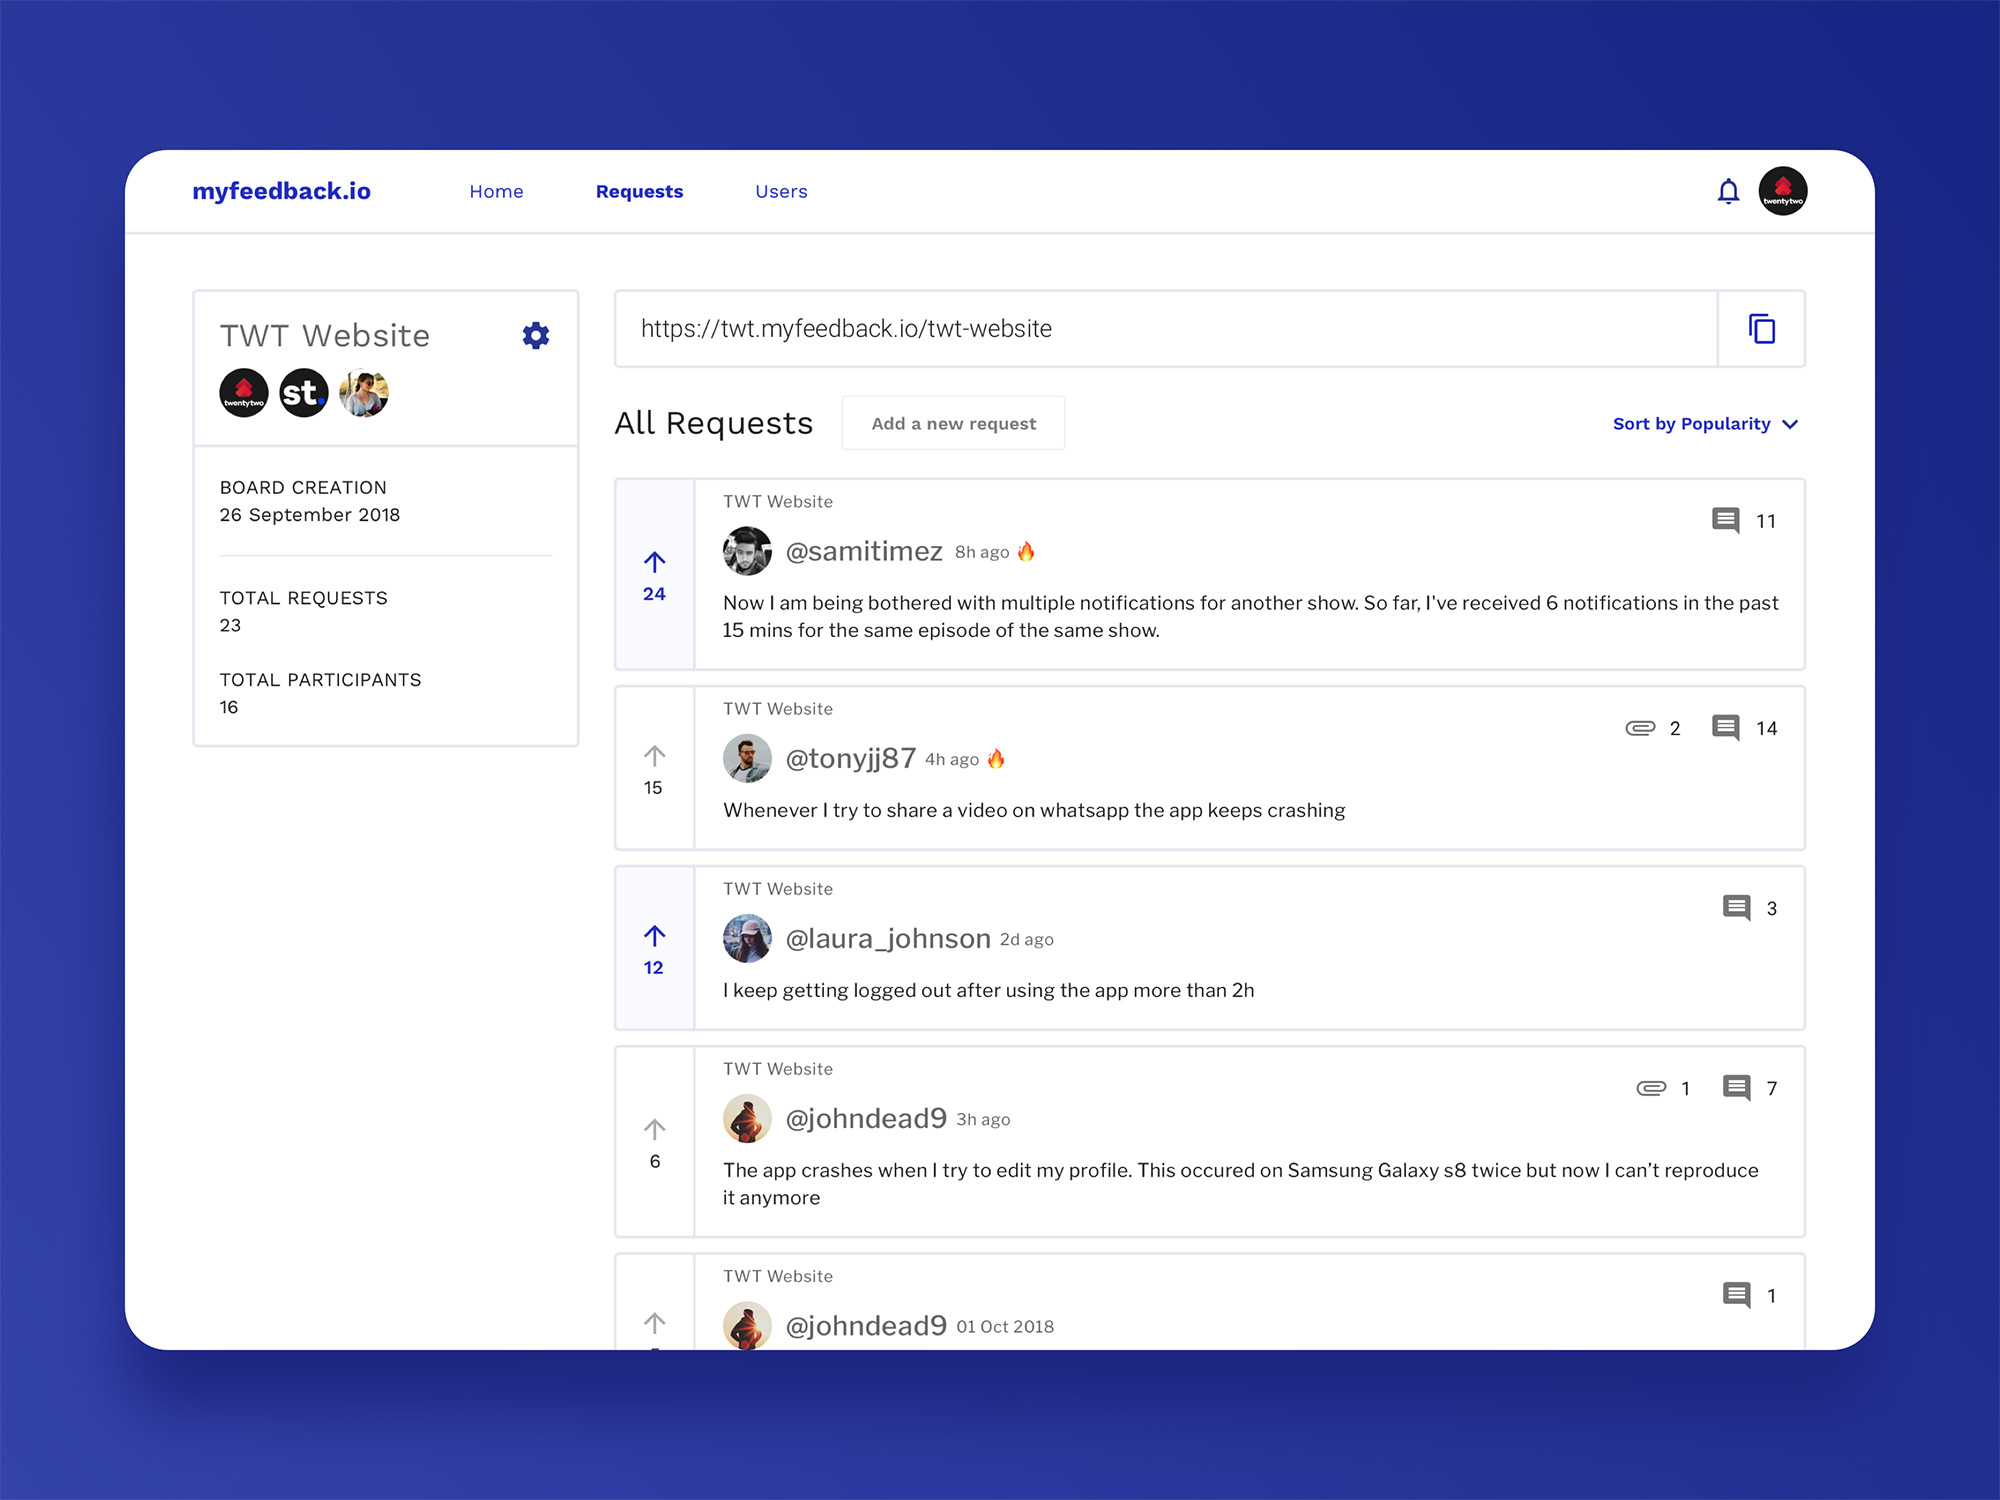 myfeedback.io
Home
Requests
Users
twentytwo
TWT Website
twentytwo
st.
BOARD CREATION
26 September 2018
TOTAL REQUESTS
23
TOTAL PARTICIPANTS
16
https://twt.myfeedback.io/twt-website
All Requests
Add a new request
Sort by Popularity
24
TWT Website
@samitimez 8h ago
11
Now I am being bothered with multiple notifications for another show. So far, I've received 6 notifications in the past
15 mins for the same episode of the same show.
15
TWT Website
@tonyjj87 4h ago
2
14
Whenever I try to share a video on whatsapp the app keeps crashing
12
TWT Website
@laura_johnson 2d ago
3
I keep getting logged out after using the app more than 2h
6
TWT Website
@johndead9 3h ago
1
7
The app crashes when I try to edit my profile. This occured on Samsung Galaxy s8 twice but now I can’t reproduce
it anymore
TWT Website
@johndead9 01 Oct 2018
1